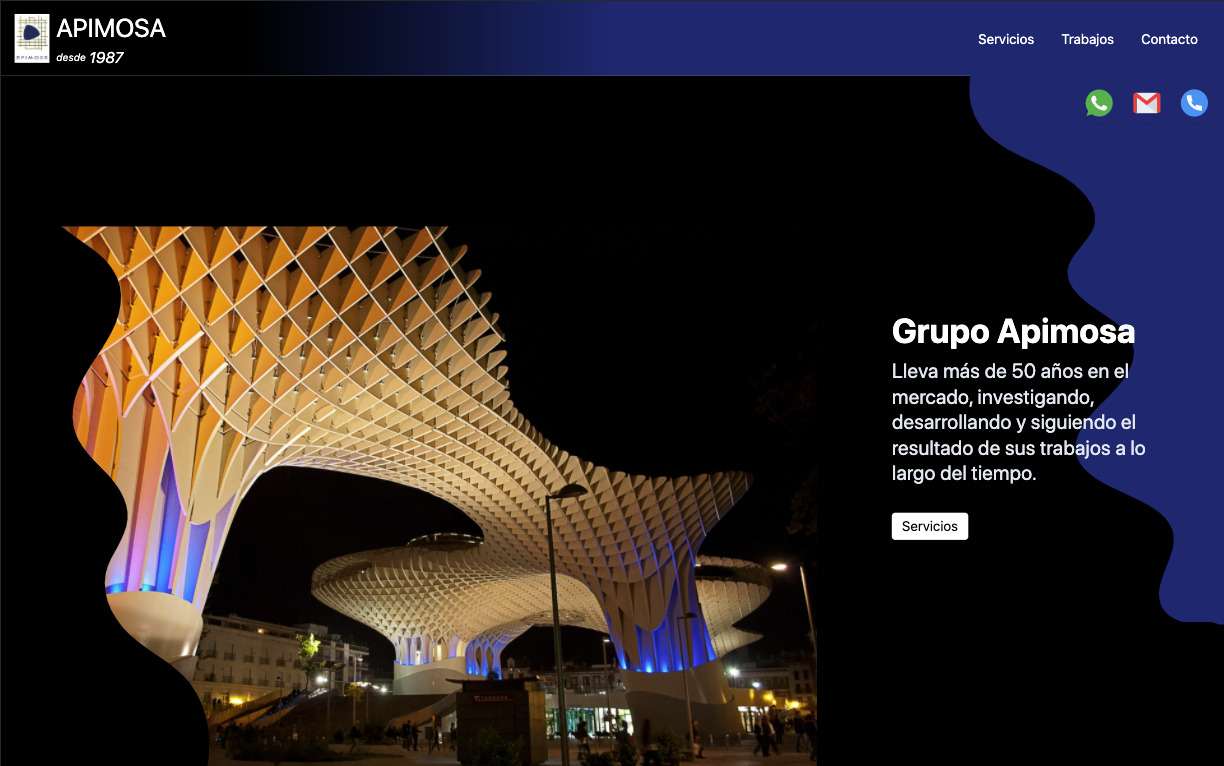 APIMOSA
desde 1987
Servicios
Trabajos
Contacto
APIMOSA
Grupo Apimosa
Lleva más de 50 años en el
mercado, investigando,
desarrollando y siguiendo el
resultado de sus trabajos a lo
largo del tiempo.
Servicios